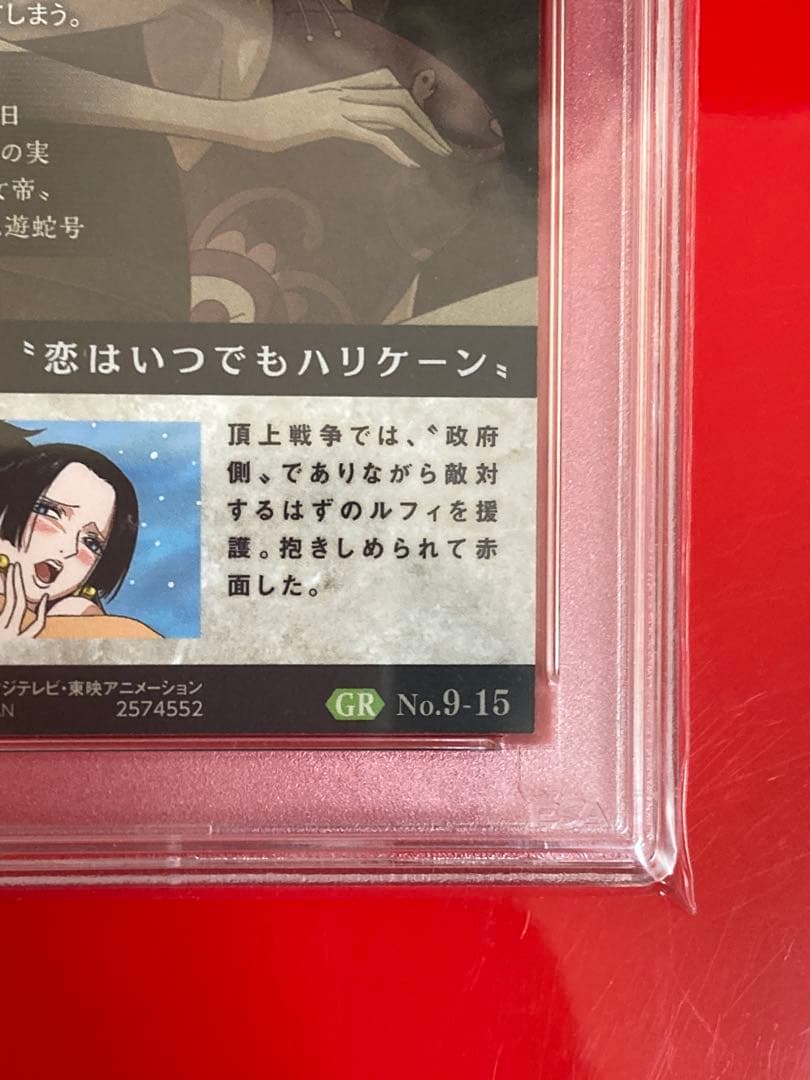 てしまう。
日
の実
女帝〟
遊蛇号
〝恋はいつでもハリケーン〟
頂上戦争では、〝政府
側〟でありながら敵対
するはずのルフィを援
護。抱きしめられて赤
面した。
ジテレビ・東映アニメーション
AN 2574552
GR No.9-15